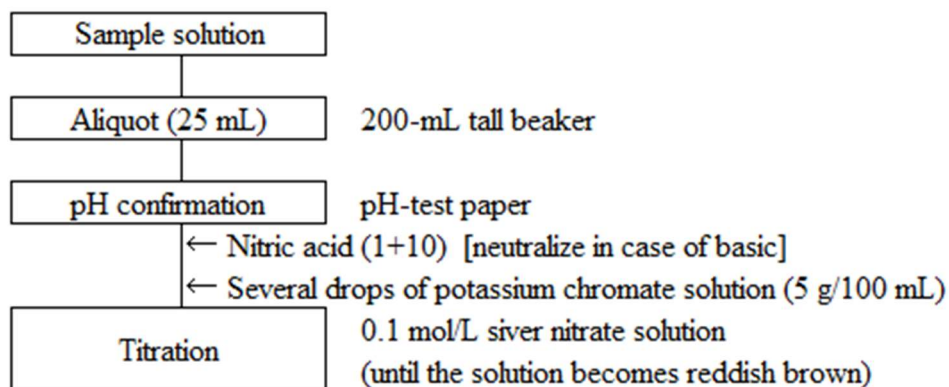 Sample solution
Aliquot (25 mL) 200-mL tall beaker
pH confirmation pH-test paper
← Nitric acid (1+10) [neutralize in case of basic]
← Several drops of potassium chromate solution (5 g/100 mL)
Titration 0.1 mol/L siver nitrate solution
(until the solution becomes reddish brown)